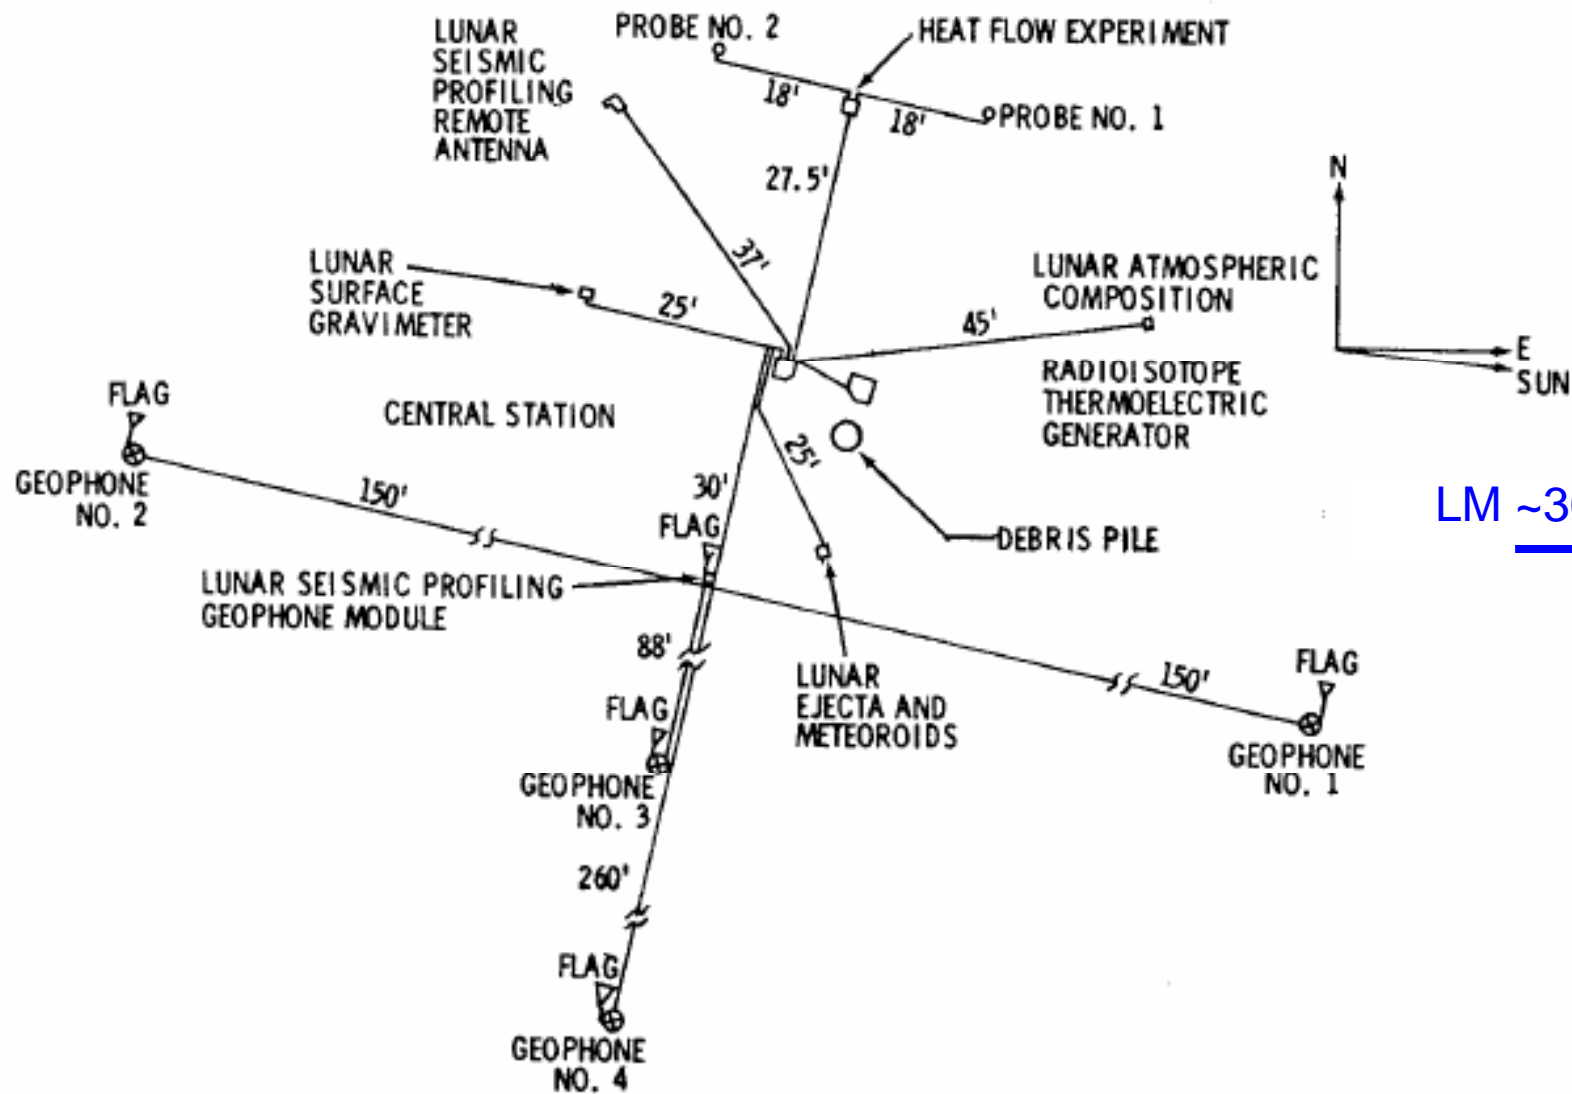 LUNAR
SEISMIC
PROFILING
REMOTE
ANTENNA
PROBE NO. 2
HEAT FLOW EXPERIMENT
18'
18'
PROBE NO. 1
27.5'
N
37'
LUNAR
SURFACE
GRAVIMETER
25'
45'
LUNAR ATMOSPHERIC
COMPOSITION
E
SUN
RADIOISOTOPE
THERMOELECTRIC
GENERATOR
FLAG
CENTRAL STATION
GEOPHONE
NO. 2
150'
25'
30'
FLAG
DEBRIS PILE
LM
LUNAR SEISMIC PROFILING
GEOPHONE MODULE
88'
LUNAR
EJECTA AND
METEOROIDS
150'
FLAG
GEOPHONE
NO. 1
FLAG
GEOPHONE
NO. 3
260'
FLAG
GEOPHONE
NO. 4